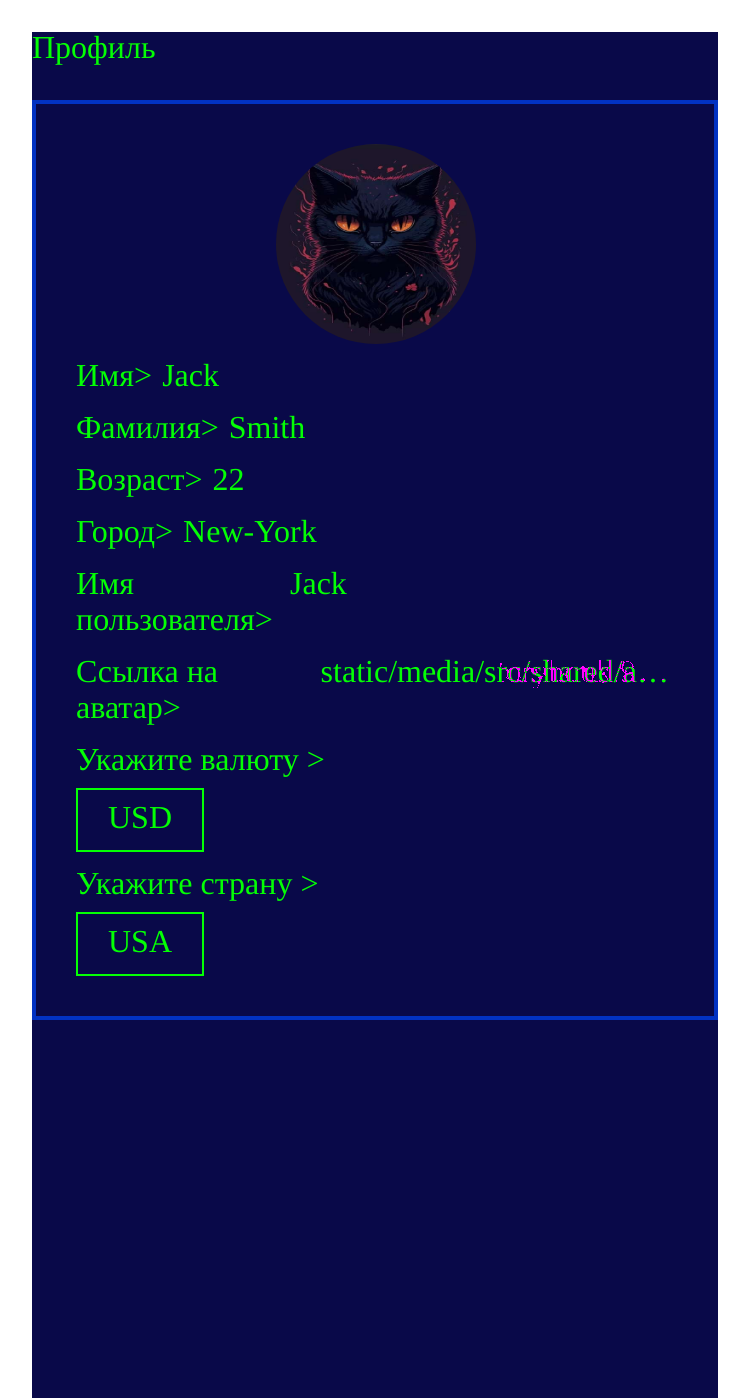 Профиль
Имя> Jack
Фамилия> Smith
Возраст> 22
Город> New-York
Имя пользователя> Jack
Ссылка на аватар> static/media/src/shared/a…
Укажите валюту >
USD
Укажите страну >
USA